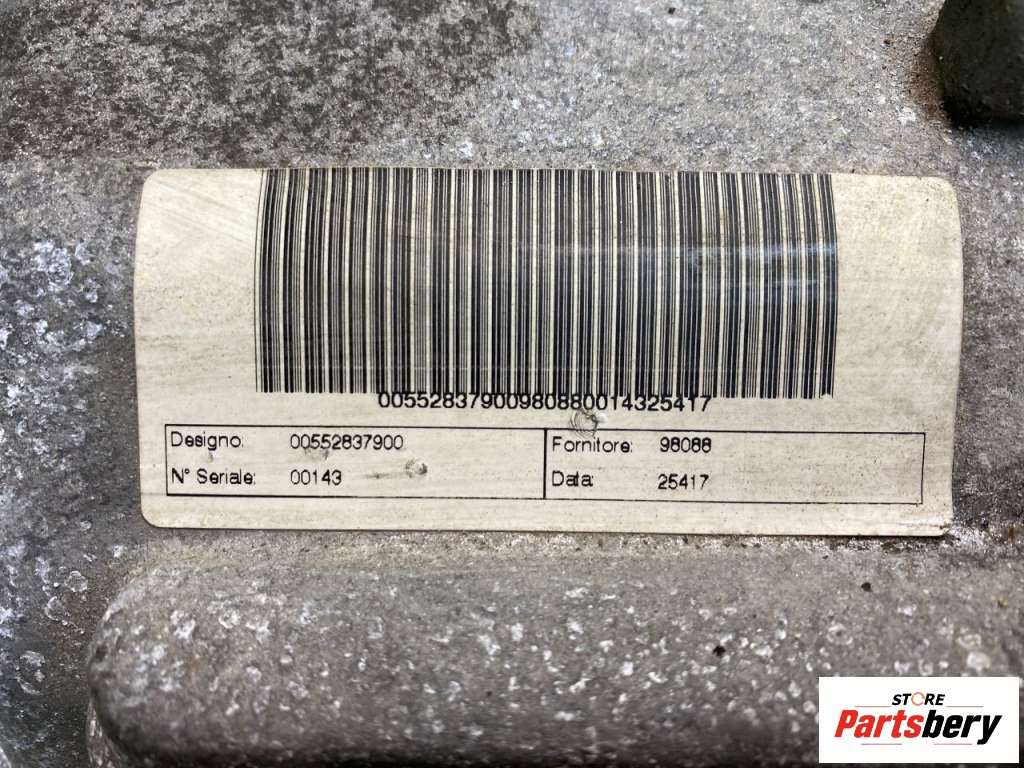 00552837900980880014325417
Designo: 00552837900
Fornitore: 98088
N° Seriale: 00143
Data: 25417
STORE
Partsbery